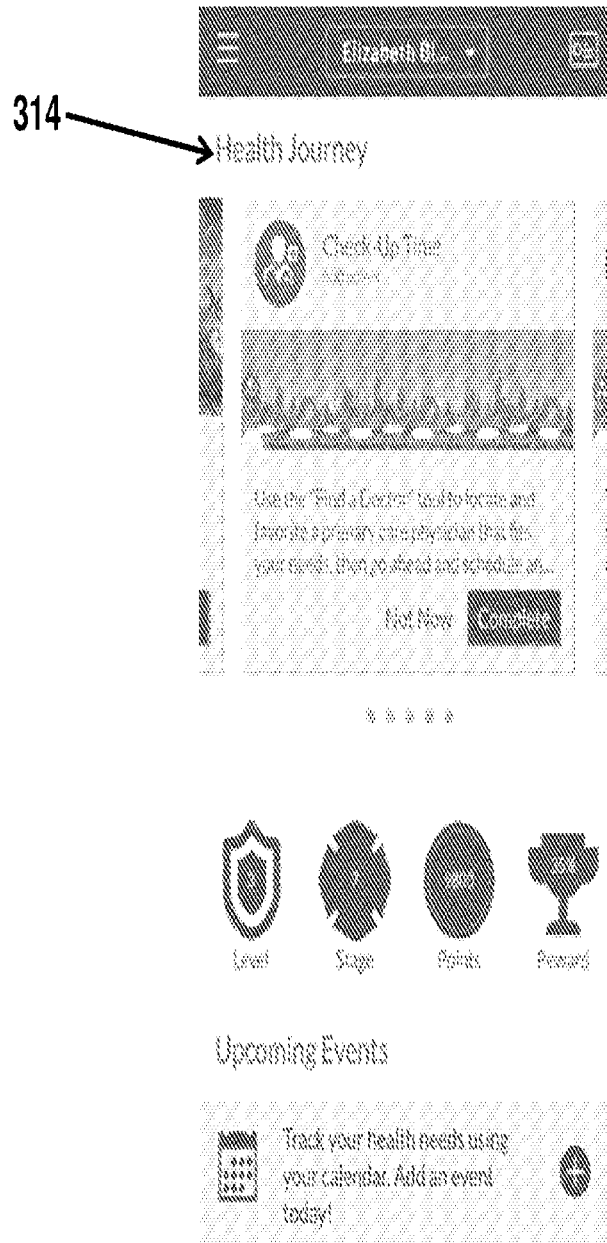 Elizabeth
314
Health Journey
Check-Up Time
Use the "Find a Doctor" tool to locate and
favorite a primary care physician that fits
your needs, then go ahead and schedule an...
Not Now Complete
Level Stage Points Reward
Upcoming Events
Track your health needs using
your calendar. Add an event
today!